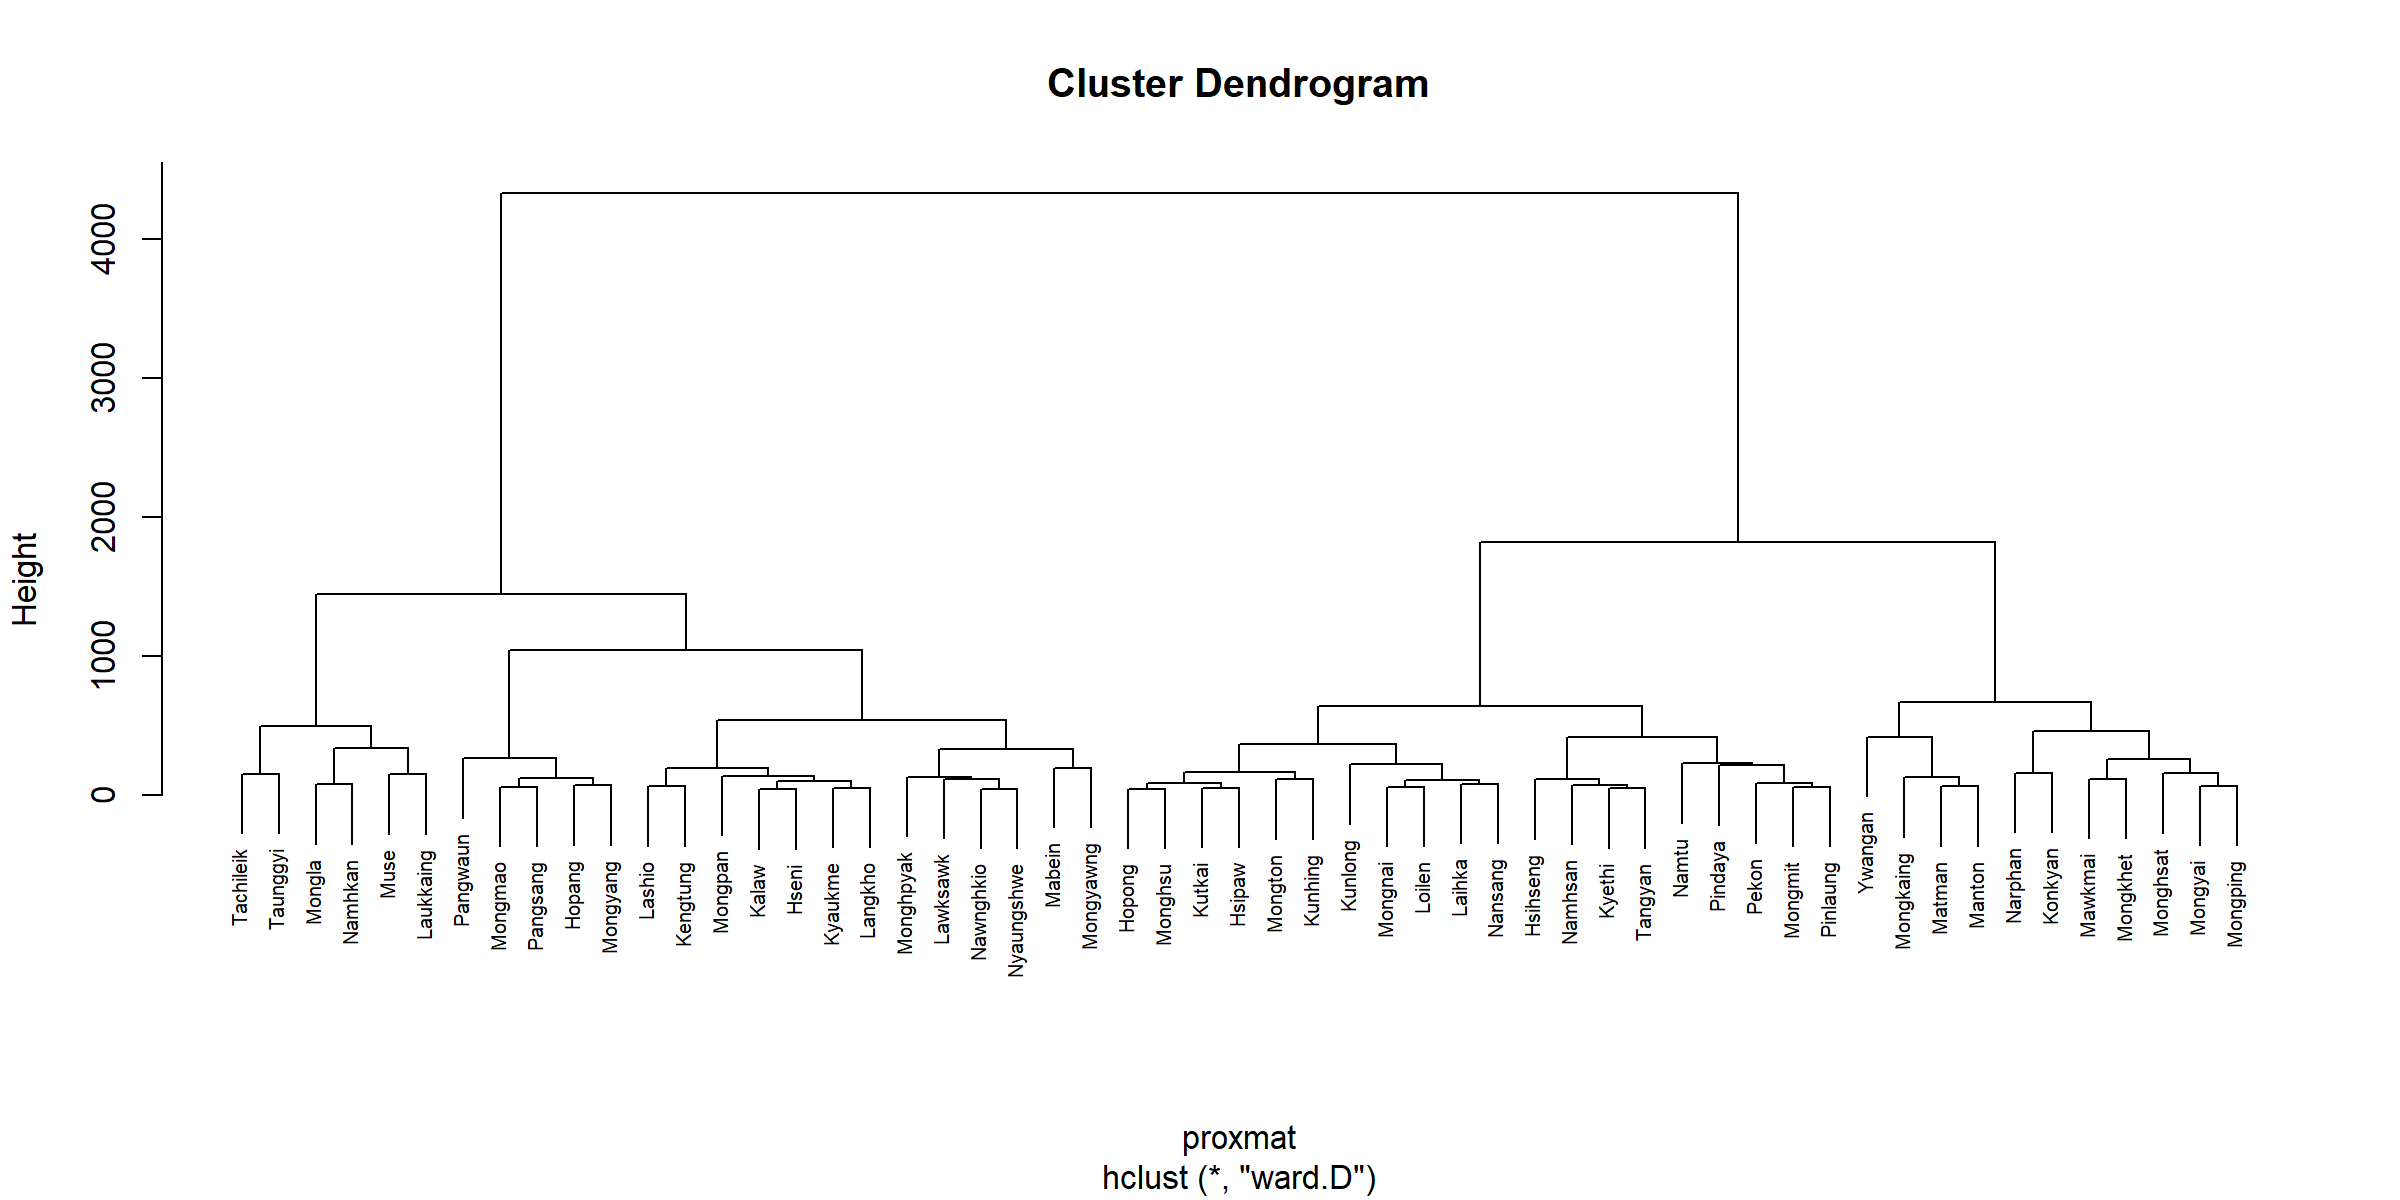 Cluster Dendrogram
Height
4000
3000
2000
1000
0
Tachileik
Taunggyi
Mongla
Namhkan
Muse
Laukkaing
Pangwaun
Mongmao
Pangsang
Hopang
Mongyang
Lashio
Kengtung
Mongpan
Kalaw
Hseni
Kyaukme
Langkho
Monghpyak
Lawksawk
Nawnghkio
Nyaungshwe
Mabein
Mongyawng
Hopong
Monghsu
Kutkai
Hsipaw
Mongton
Kunhing
Kunlong
Mongnai
Loilen
Laihka
Nansang
Hsihseng
Namhsan
Kyethi
Tangyan
Namtu
Pindaya
Pekon
Mongmit
Pinlaung
Ywangan
Mongkaing
Matman
Manton
Narphan
Konkyan
Mawkmai
Mongkhet
Monghsat
Mongyai
Mongping
proxmat
hclust (*, "ward.D")